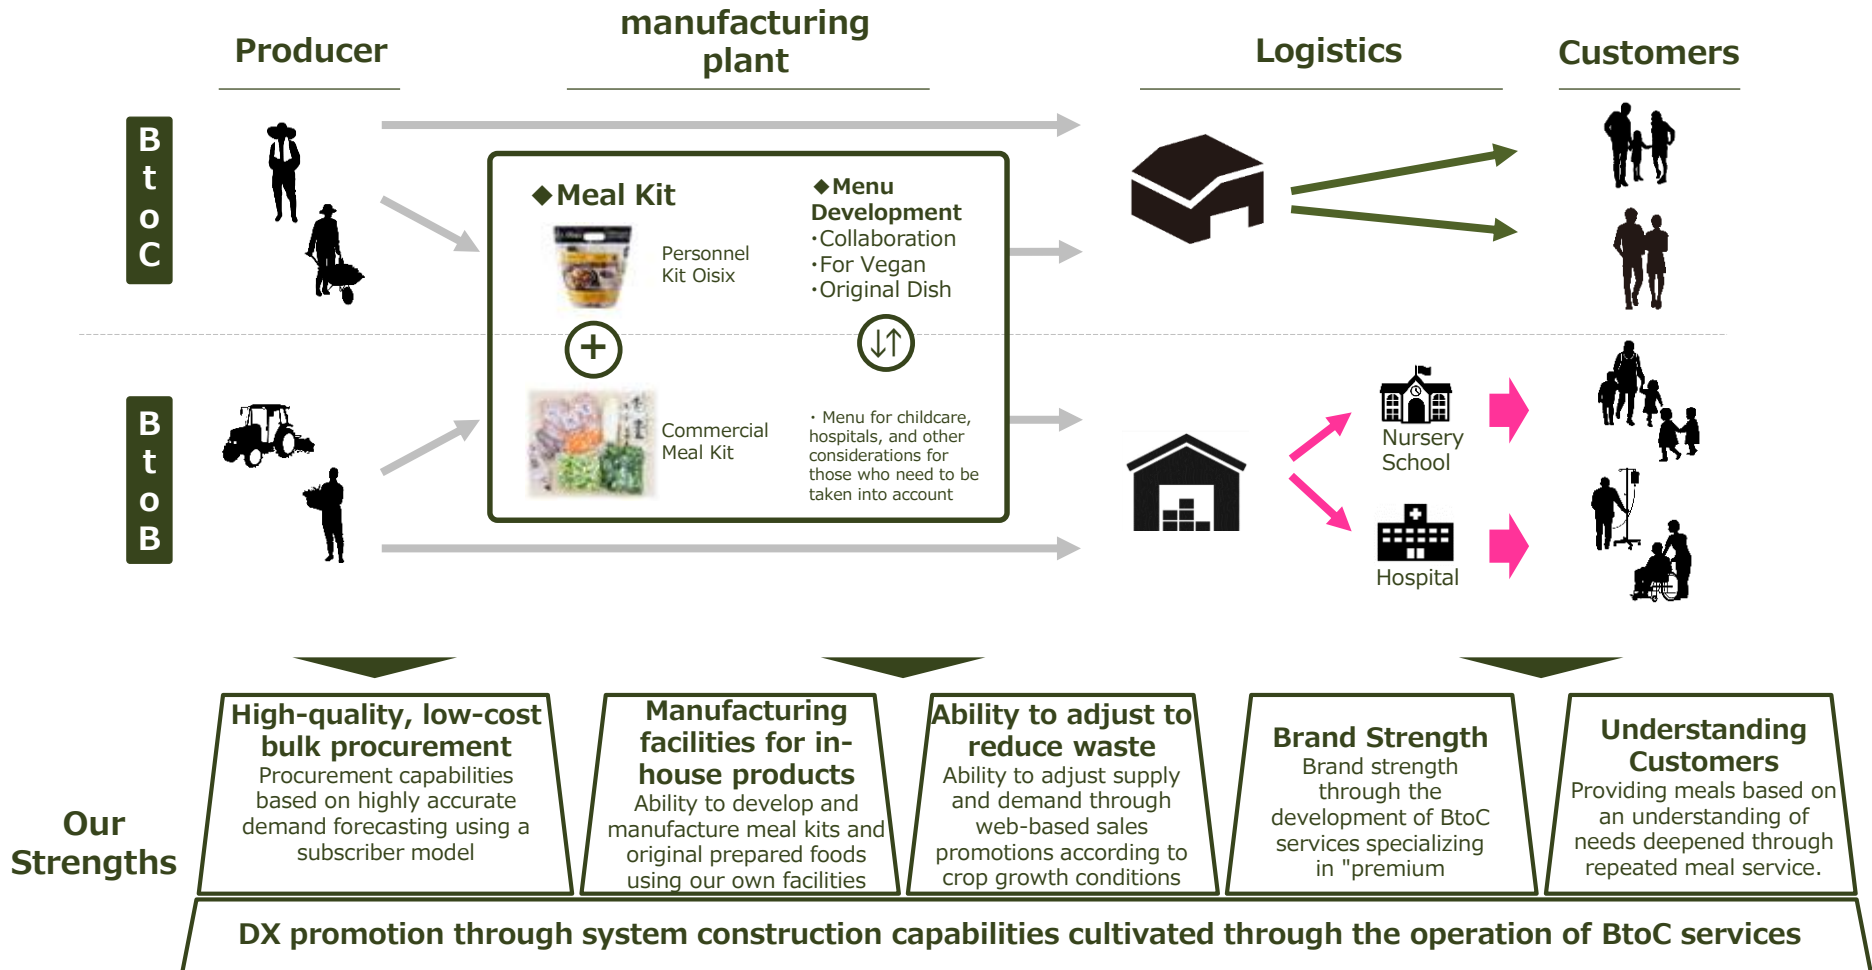 Producer
manufacturing
plant
Logistics
Customers
B
t
o
C
◆Meal Kit
Personnel
Kit Oisix
◆Menu
Development
・Collaboration
・For Vegan
・Original Dish
+
↓↑
B
t
o
B
Commercial
Meal Kit
・Menu for childcare,
hospitals, and other
considerations for
those who need to be
taken into account
Nursery
School
Hospital
Our
Strengths
High-quality, low-cost
bulk procurement
Procurement capabilities
based on highly accurate
demand forecasting using a
subscriber model
Manufacturing
facilities for in-
house products
Ability to develop and
manufacture meal kits and
original prepared foods
using our own facilities
Ability to adjust to
reduce waste
Ability to adjust supply
and demand through
web-based sales
promotions according to
crop growth conditions
Brand Strength
Brand strength
through the
development of BtoC
services specializing
in "premium
Understanding
Customers
Providing meals based on
an understanding of
needs deepened through
repeated meal service.
DX promotion through system construction capabilities cultivated through the operation of BtoC services